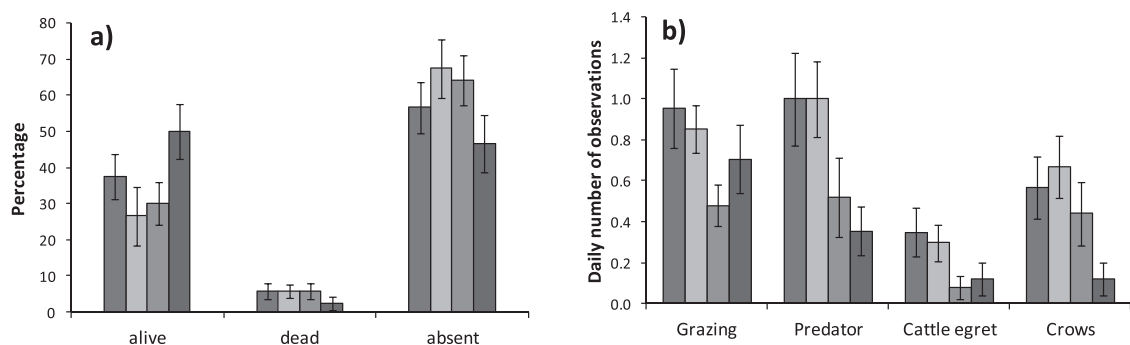 a)
Percentage
80
70
60
50
40
30
20
10
0
alive dead absent
b)
Daily number of observations
1.4
1.2
1.0
0.8
0.6
0.4
0.2
0.0
Grazing Predator Cattle egret Crows